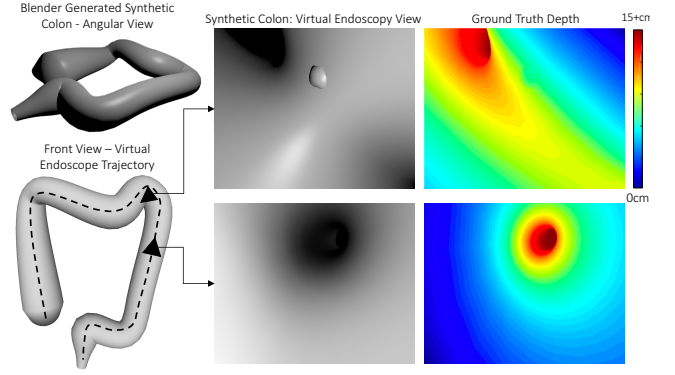 Blender Generated Synthetic
Colon - Angular View
Synthetic Colon: Virtual Endoscopy View
Ground Truth Depth
15+cm
0cm
Front View – Virtual
Endoscope Trajectory